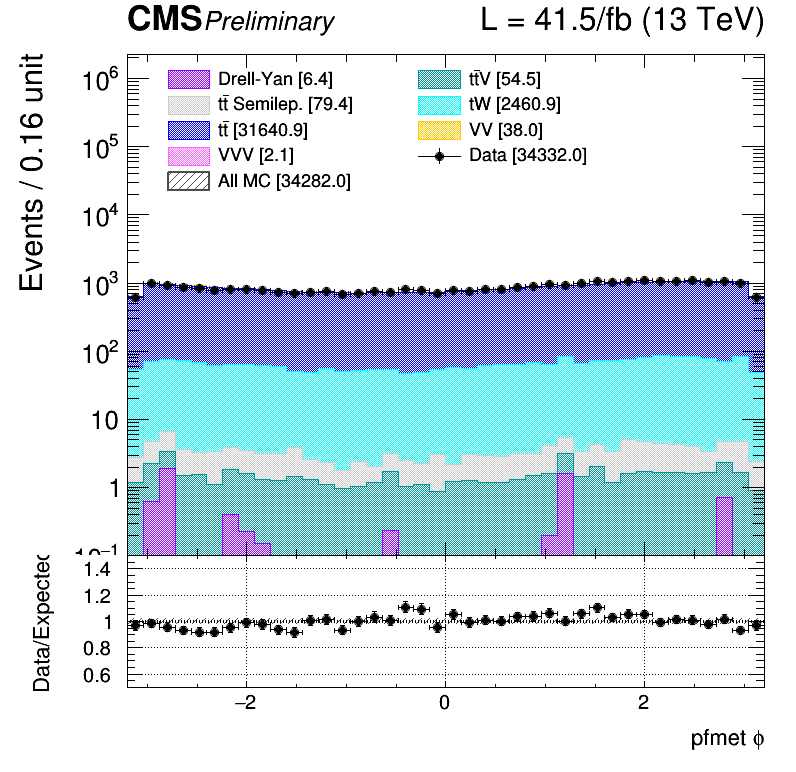 CMS Preliminary L = 41.5/fb (13 TeV)
Events / 0.16 unit
Drell-Yan [6.4]
tt̄ Semilep. [79.4]
tt̄ [31640.9]
VVV [2.1]
All MC [34282.0]
tt̄V [54.5]
tW [2460.9]
VV [38.0]
Data [34332.0]
10⁶
10⁵
10⁴
10³
10²
10
1
10⁻¹
Data/Expected
1.4
1.2
1
0.8
0.6
−2 0 2
pfmet ϕ